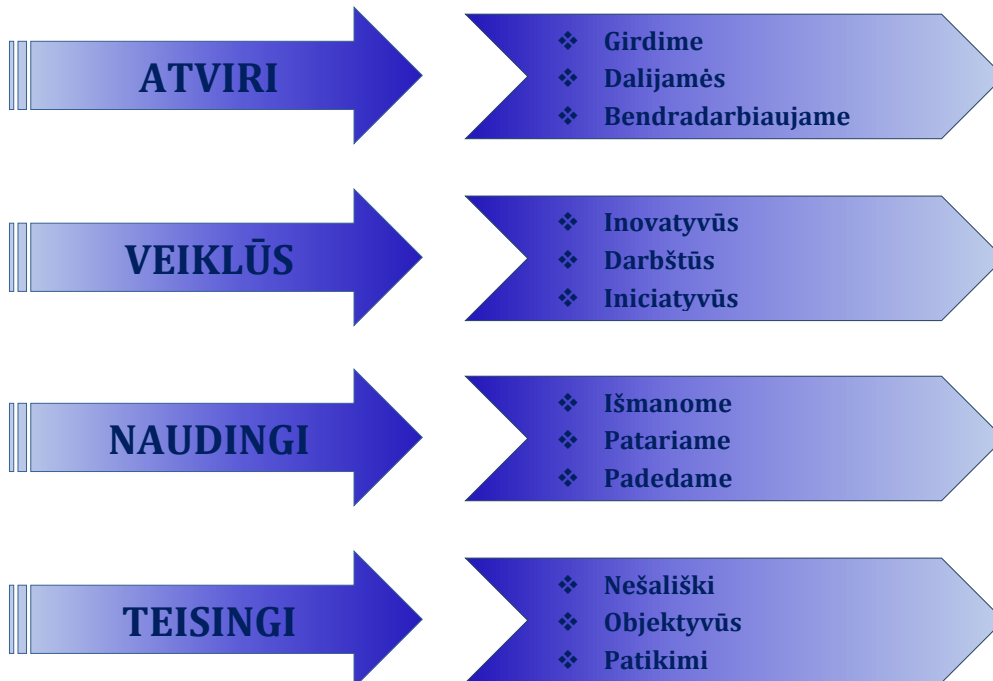 ATVIRI
❖ Girdime
❖ Dalijamės
❖ Bendradarbiaujame
VEIKLŪS
❖ Inovatyvūs
❖ Darbštūs
❖ Iniciatyvūs
NAUDINGI
❖ Išmanome
❖ Patariame
❖ Padedame
TEISINGI
❖ Nešališki
❖ Objektyvūs
❖ Patikimi